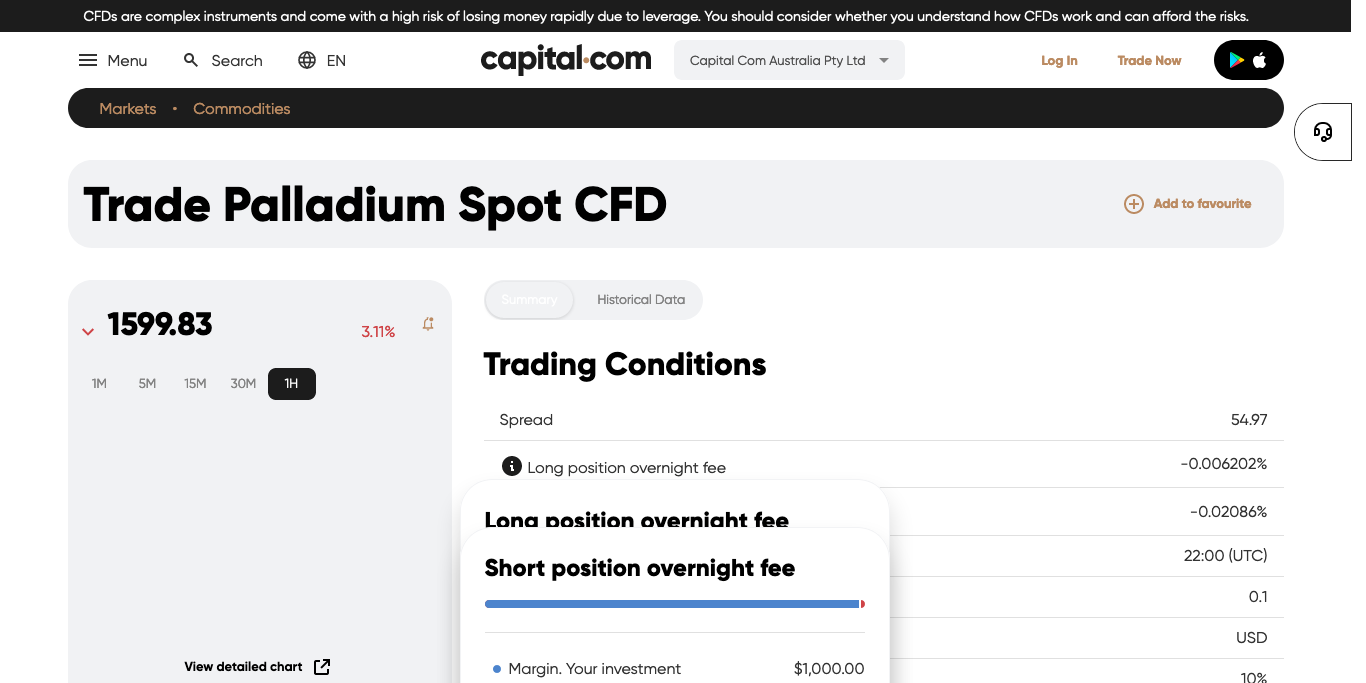 CFDs are complex instruments and come with a high risk of losing money rapidly due to leverage. You should consider whether you understand how CFDs work and can afford the risks.
Menu Search EN capital.com Capital Com Australia Pty Ltd Log In Trade Now
Markets • Commodities
Trade Palladium Spot CFD Add to favourite
1599.83 3.11%
1M 5M 15M 30M 1H
View detailed chart
Summary Historical Data
Trading Conditions
Spread 54.97
Long position overnight fee -0.006202%
Long position overnight fee -0.02086%
22:00 (UTC)
Short position overnight fee
0.1
USD
Margin. Your investment $1,000.00
10%